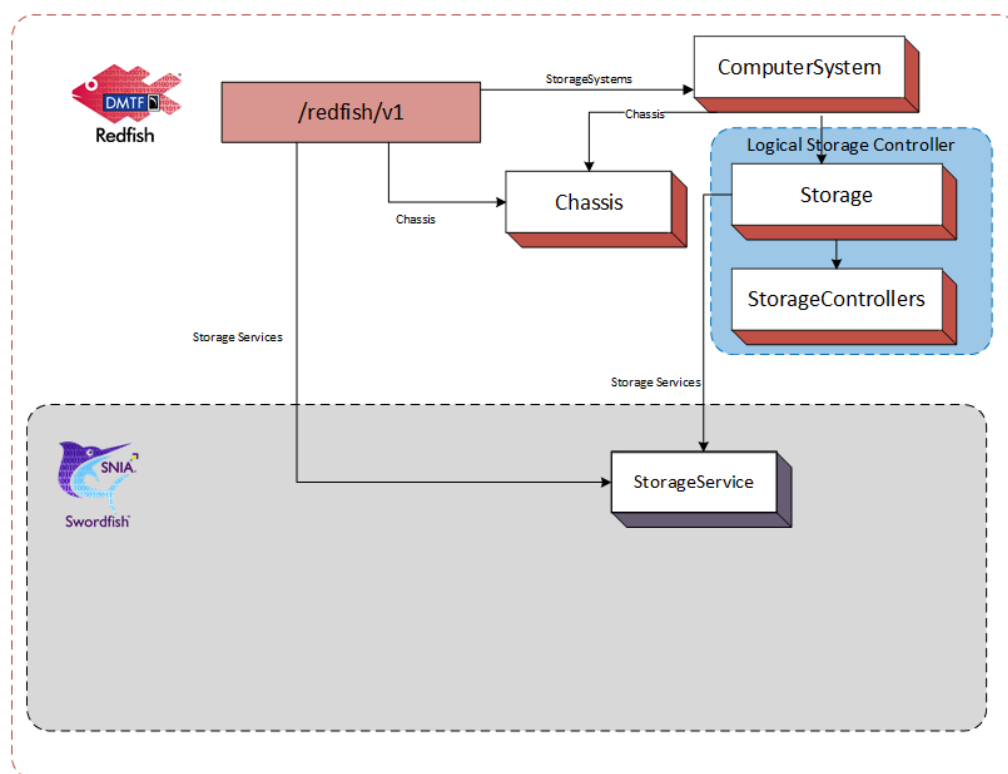 ComputerSystem
StorageSystems
DMTF
/redfish/v1
Chassis
Redfish
Logical Storage Controller
Chassis
Storage
Chassis
StorageControllers
Storage Services
Storage Services
SNIA
StorageService
Swordfish